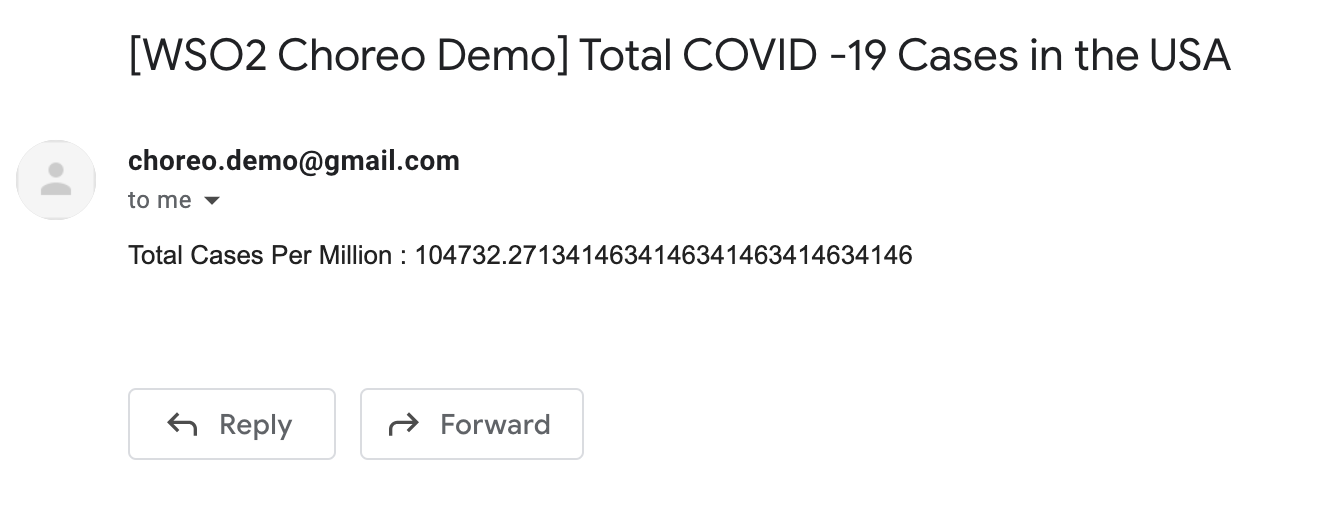 [WSO2 Choreo Demo] Total COVID -19 Cases in the USA
choreo.demo@gmail.com
to me
Total Cases Per Million : 104732.2713414634146341463414634146
Reply
Forward